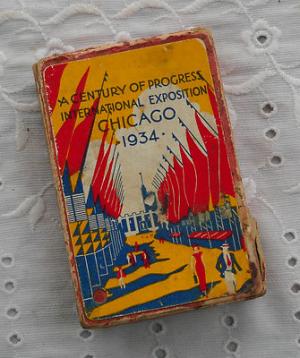 A CENTURY OF PROGRESS
INTERNATIONAL EXPOSITION
CHICAGO
· 1934 ·